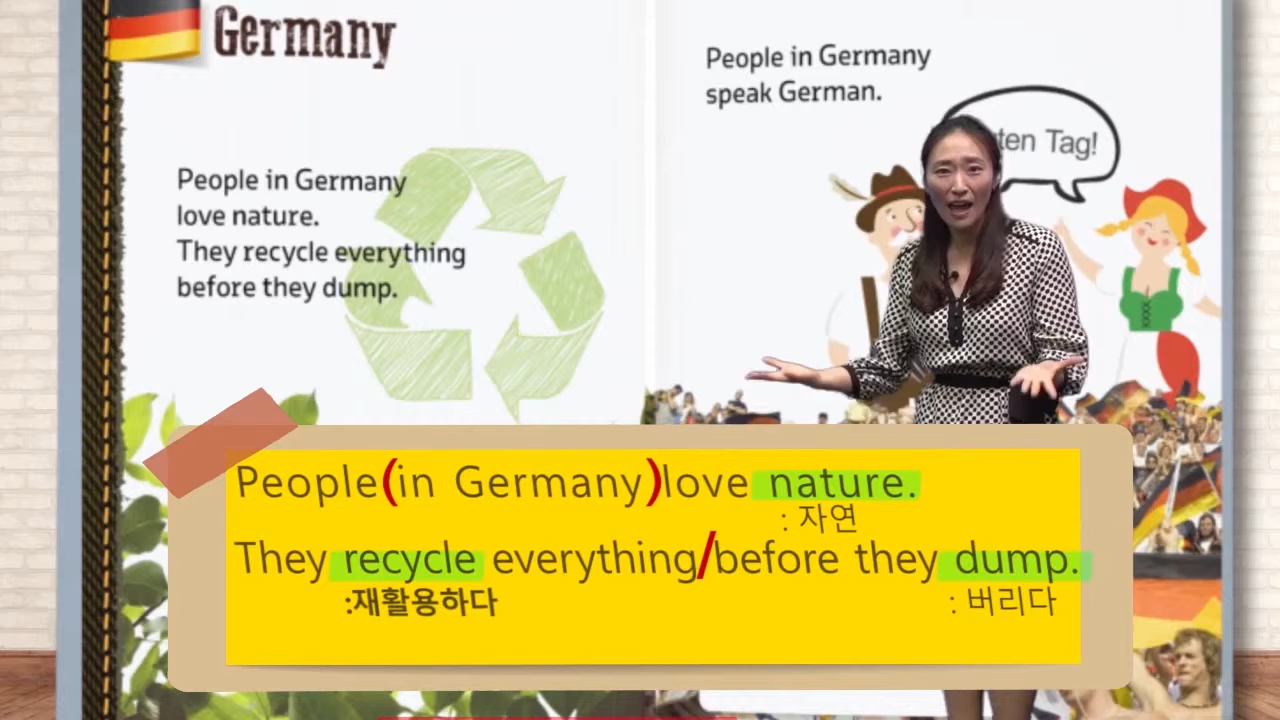 Germany
People in Germany
love nature.
They recycle everything
before they dump.
People in Germany
speak German.
Tag!
People(in Germany)love nature.
: 자연
They recycle everything/before they dump.
:재활용하다
: 버리다